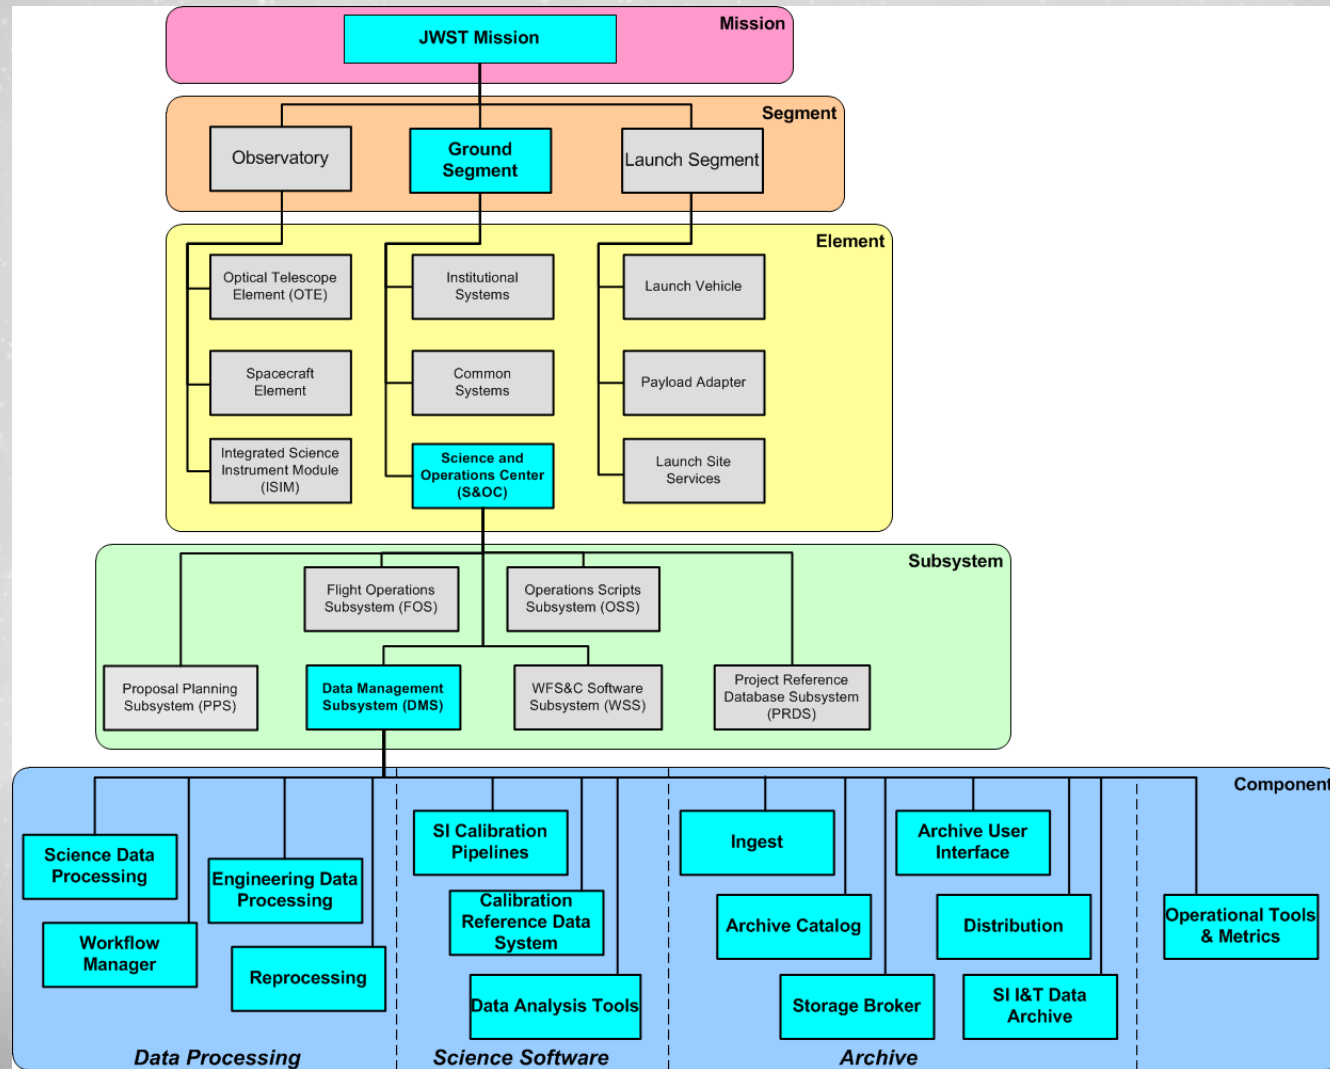 Mission
JWST Mission
Segment
Observatory
Ground
Segment
Launch Segment
Element
Optical Telescope
Element (OTE)
Institutional
Systems
Launch Vehicle
Spacecraft
Element
Common
Systems
Payload Adapter
Integrated Science
Instrument Module
(ISIM)
Science and
Operations Center
(S&OC)
Launch Site
Services
Subsystem
Flight Operations
Subsystem (FOS)
Operations Scripts
Subsystem (OSS)
Proposal Planning
Subsystem (PPS)
Data Management
Subsystem (DMS)
WFS&C Software
Subsystem (WSS)
Project Reference
Database Subsystem
(PRDS)
Component
Science Data
Processing
Engineering Data
Processing
Workflow
Manager
Reprocessing
Data Processing
SI Calibration
Pipelines
Calibration
Reference Data
System
Data Analysis Tools
Science Software
Ingest
Archive User
Interface
Archive Catalog
Distribution
Storage Broker
SI I&T Data
Archive
Archive
Operational Tools
& Metrics